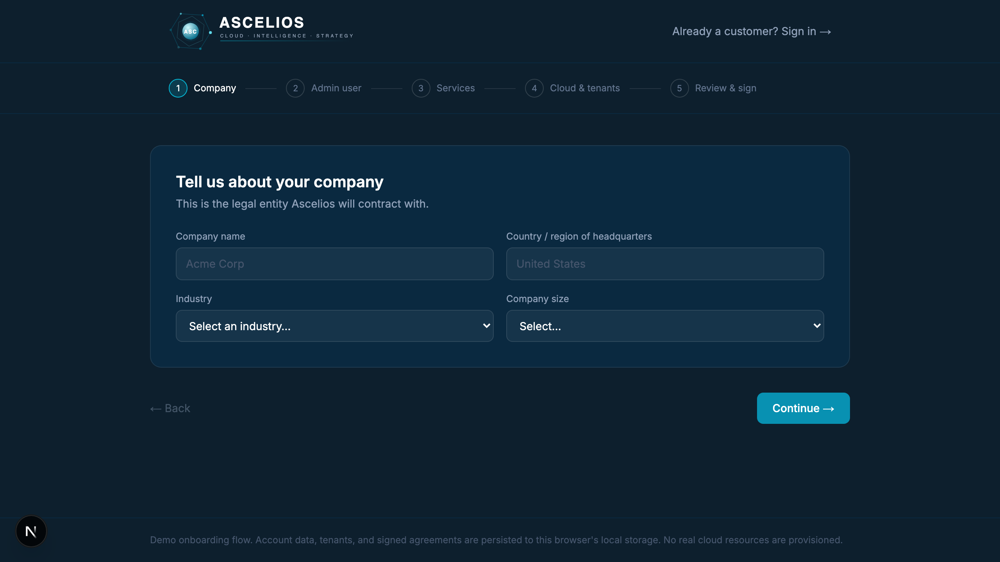 ASC
ASCELIOS
CLOUD · INTELLIGENCE · STRATEGY
Already a customer? Sign in →
1 Company
2 Admin user
3 Services
4 Cloud & tenants
5 Review & sign
Tell us about your company
This is the legal entity Ascelios will contract with.
Company name
Country / region of headquarters
Acme Corp
United States
Industry
Company size
Select an industry...
Select...
← Back
Continue →
N
Demo onboarding flow. Account data, tenants, and signed agreements are persisted to this browser's local storage. No real cloud resources are provisioned.